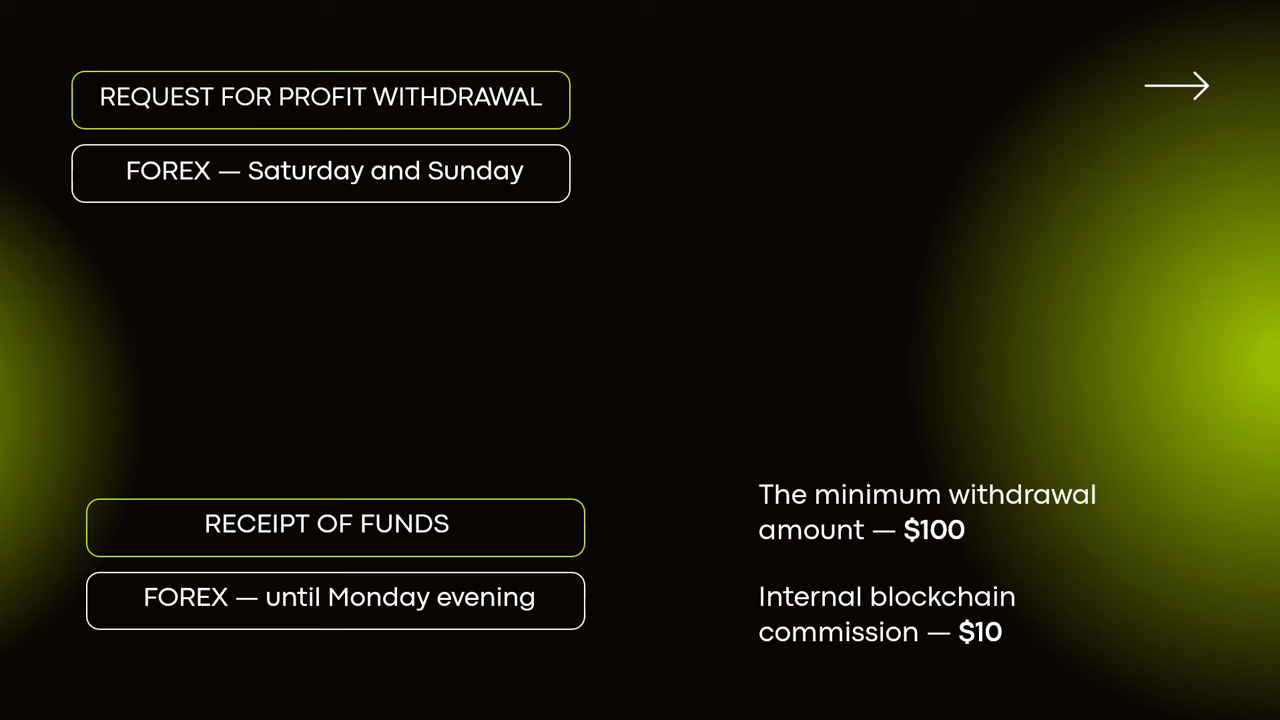 REQUEST FOR PROFIT WITHDRAWAL
FOREX — Saturday and Sunday
RECEIPT OF FUNDS
FOREX — until Monday evening
The minimum withdrawal
amount — $100
Internal blockchain
commission — $10